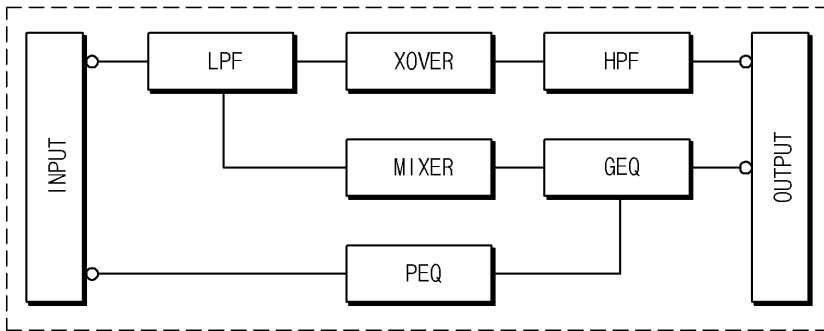 INPUT
LPF
XOVER
HPF
MIXER
GEQ
PEQ
OUTPUT